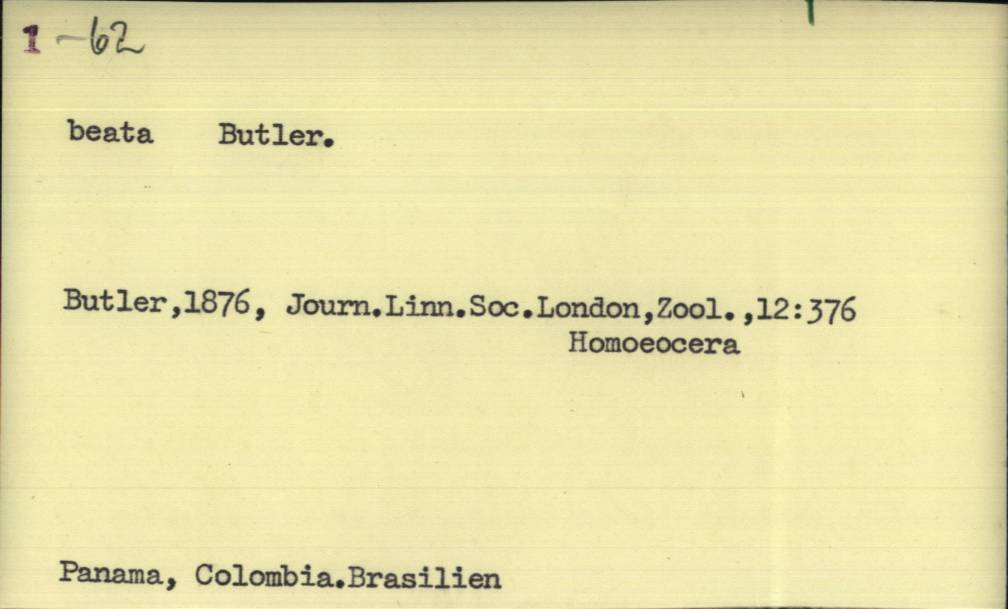 1 -62
beata Butler.
Butler,1876, Journ.Linn.Soc.London,Zool.,12:376
Homoeocera
Panama, Colombia.Brasilien